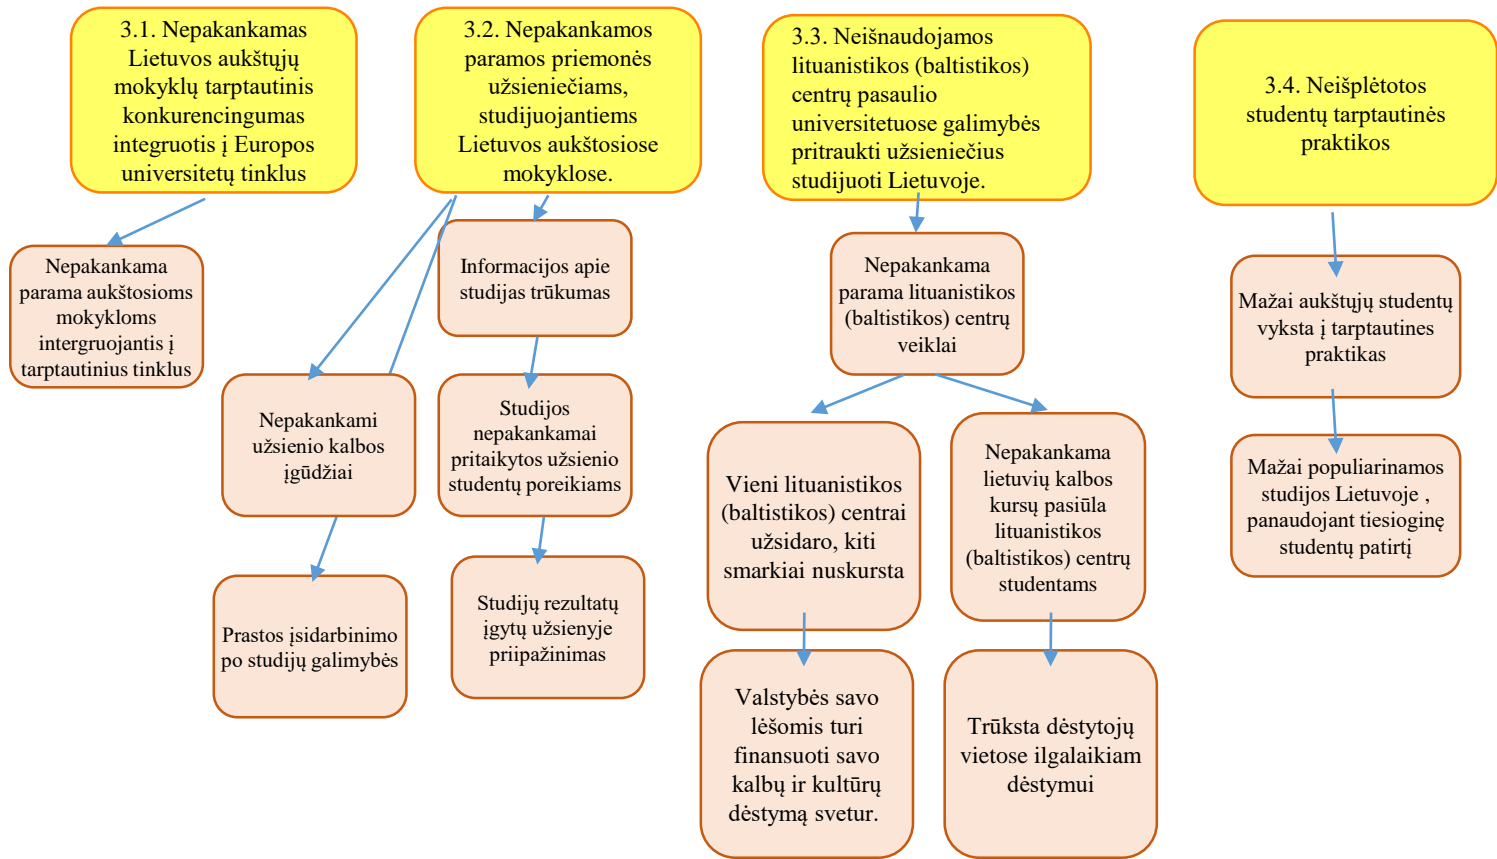 3.1. Nepakankamas
Lietuvos aukštųjų
mokyklų tarptautinis
konkurencingumas
integruotis į Europos
universitetų tinklus
3.2. Nepakankamos
paramos priemonės
užsieniečiams,
studijuojantiems
Lietuvos aukštosiose
mokyklose.
3.3. Neišnaudojamos
lituanistikos (baltistikos)
centrų pasaulio
universitetuose galimybės
pritraukti užsieniečius
studijuoti Lietuvoje.
3.4. Neišplėtotos
studentų tarptautinės
praktikos
Nepakankama
parama aukštosioms
mokykloms
intergruojantis į
tarptautinius tinklus
Informacijos apie
studijas trūkumas
Nepakankama
parama lituanistikos
(baltistikos) centrų
veiklai
Mažai aukštųjų studentų
vyksta į tarptautines
praktikas
Nepakankami
užsienio kalbos
įgūdžiai
Studijos
nepakankamai
pritaikytos užsienio
studentų poreikiams
Vieni lituanistikos
(baltistikos) centrai
užsidaro, kiti
smarkiai nuskursta
Nepakankama
lietuvių kalbos
kursų pasiūla
lituanistikos
(baltistikos) centrų
studentams
Mažai populiarinamos
studijos Lietuvoje ,
panaudojant tiesioginę
studentų patirtį
Prastos įsidarbinimo
po studijų galimybės
Studijų rezultatų
įgytų užsienyje
priipažinimas
Valstybės savo
lėšomis turi
finansuoti savo
kalbų ir kultūrų
dėstymą svetur.
Trūksta dėstytojų
vietose ilgalaikiam
dėstymui